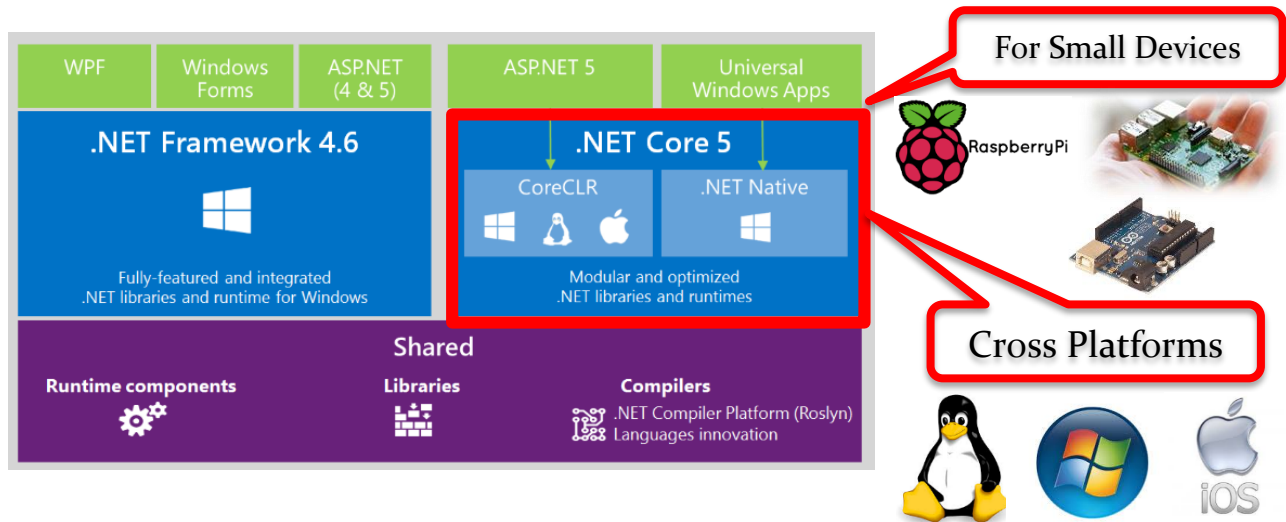 For Small Devices
WPF
Windows
Forms
ASP.NET
(4 & 5)
ASP.NET 5
Universal
Windows Apps
.NET Framework 4.6
Fully-featured and integrated
.NET libraries and runtime for Windows
.NET Core 5
CoreCLR
.NET Native
Modular and optimized
.NET libraries and runtimes
RaspberryPi
Shared
Runtime components
Libraries
Compilers
.NET Compiler Platform (Roslyn)
Languages innovation
Cross Platforms
iOS